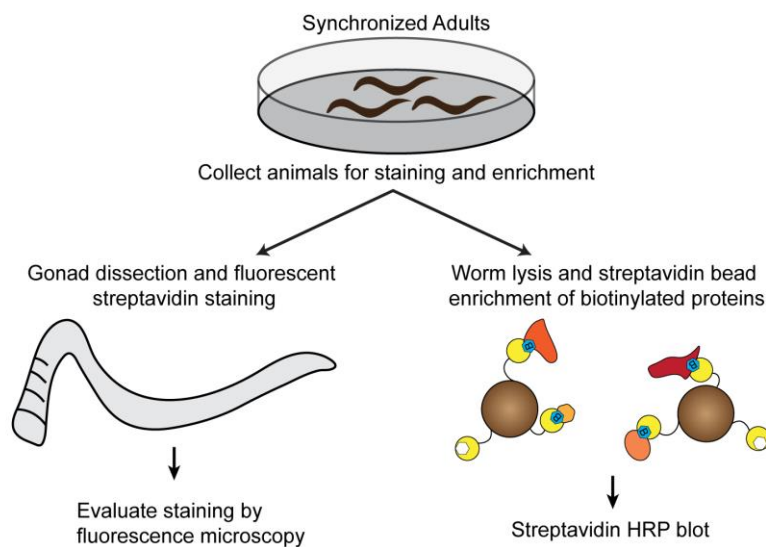 Synchronized Adults
Collect animals for staining and enrichment
Gonad dissection and fluorescent
streptavidin staining
Worm lysis and streptavidin bead
enrichment of biotinylated proteins
B
B
B
B
Evaluate staining by
fluorescence microscopy
Streptavidin HRP blot